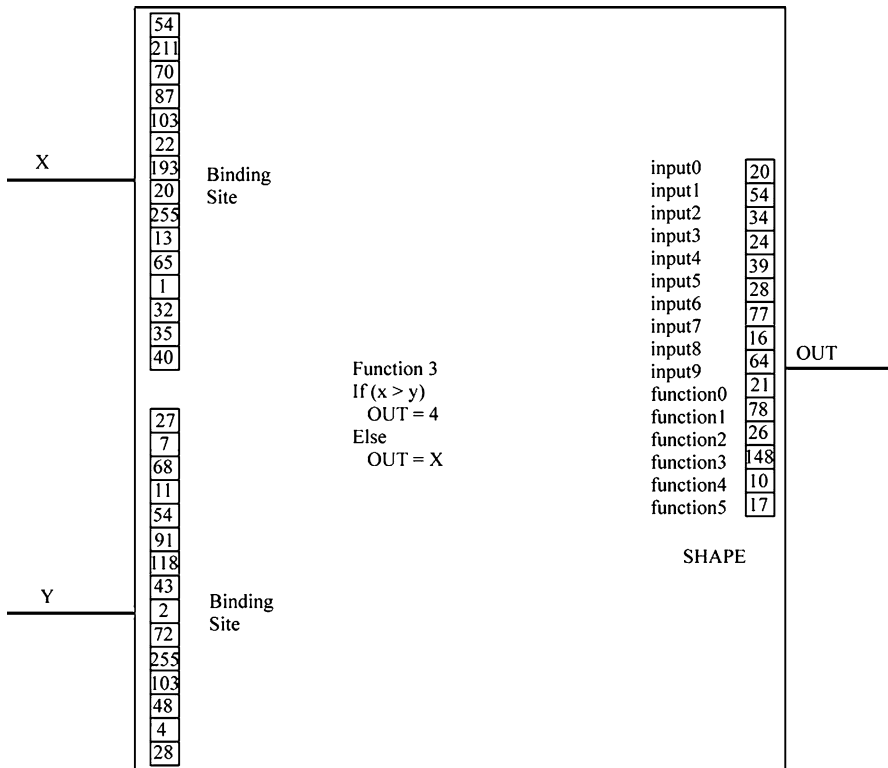 54
211
70
87
103
22
193
20
255
13
65
1
32
35
40
X
Binding
Site
27
7
68
11
54
91
118
43
2
72
255
103
48
4
28
Y
Binding
Site
Function 3
If (x > y)
OUT = 4
Else
OUT = X
input0
input1
input2
input3
input4
input5
input6
input7
input8
input9
function0
function1
function2
function3
function4
function5
20
54
34
24
39
28
77
16
64
21
78
26
148
10
17
SHAPE
OUT